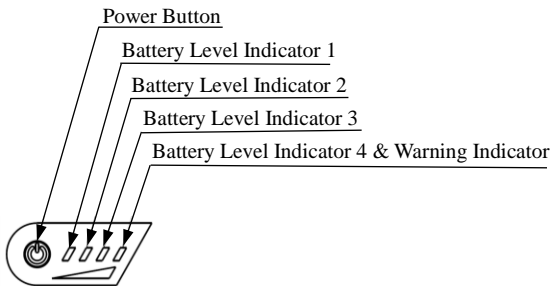 Power Button
Battery Level Indicator 1
Battery Level Indicator 2
Battery Level Indicator 3
Battery Level Indicator 4 & Warning Indicator